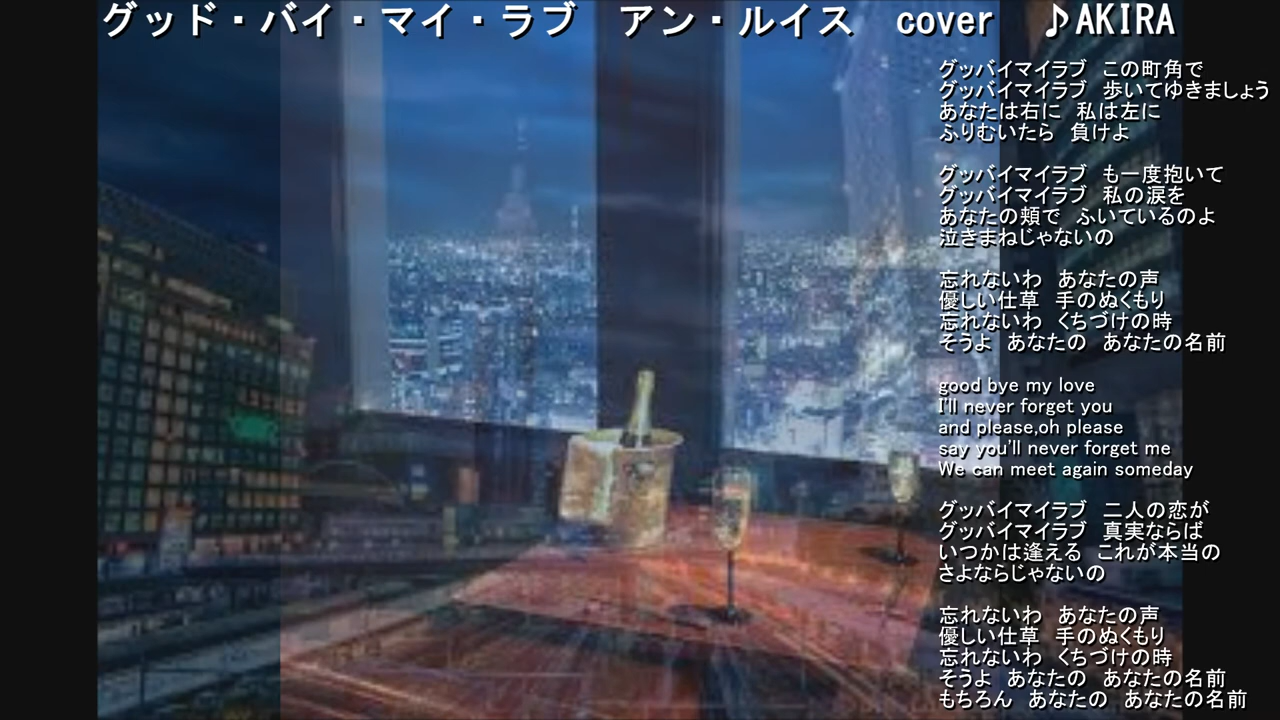 グッド・バイ・マイ・ラブ　アン・ルイス　cover　♪AKIRA
グッバイマイラブ　この町角で
グッバイマイラブ　歩いてゆきましょう
あなたは右に　私は左に
ふりむいたら　負けよ
グッバイマイラブ　も一度抱いて
グッバイマイラブ　私の涙を
あなたの頬で　ふいているのよ
泣きまねじゃないの
忘れないわ　あなたの声
優しい仕草　手のぬくもり
忘れないわ　くちづけの時
そうよ　あなたの　あなたの名前
good bye my love
I'll never forget you
and please,oh please
say you'll never forget me
We can meet again someday
グッバイマイラブ　二人の恋が
グッバイマイラブ　真実ならば
いつかは逢える　これが本当の
さよならじゃないの
忘れないわ　あなたの声
優しい仕草　手のぬくもり
忘れないわ　くちづけの時
そうよ　あなたの　あなたの名前
もちろん　あなたの　あなたの名前